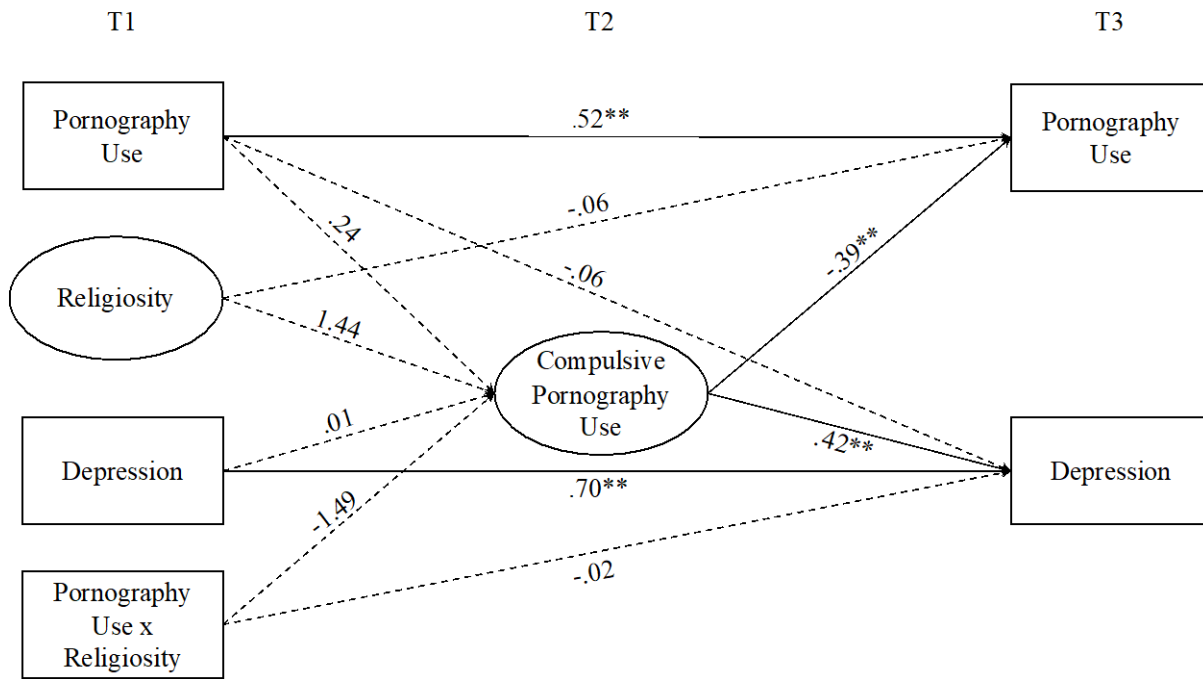 T1
T2
T3
Pornography
Use
.52**
Pornography
Use
-.06
.24
-.06
-.39**
Religiosity
1.44
Compulsive
Pornography
Use
.01
.42**
Depression
.70**
Depression
-1.49
-.02
Pornography
Use x
Religiosity